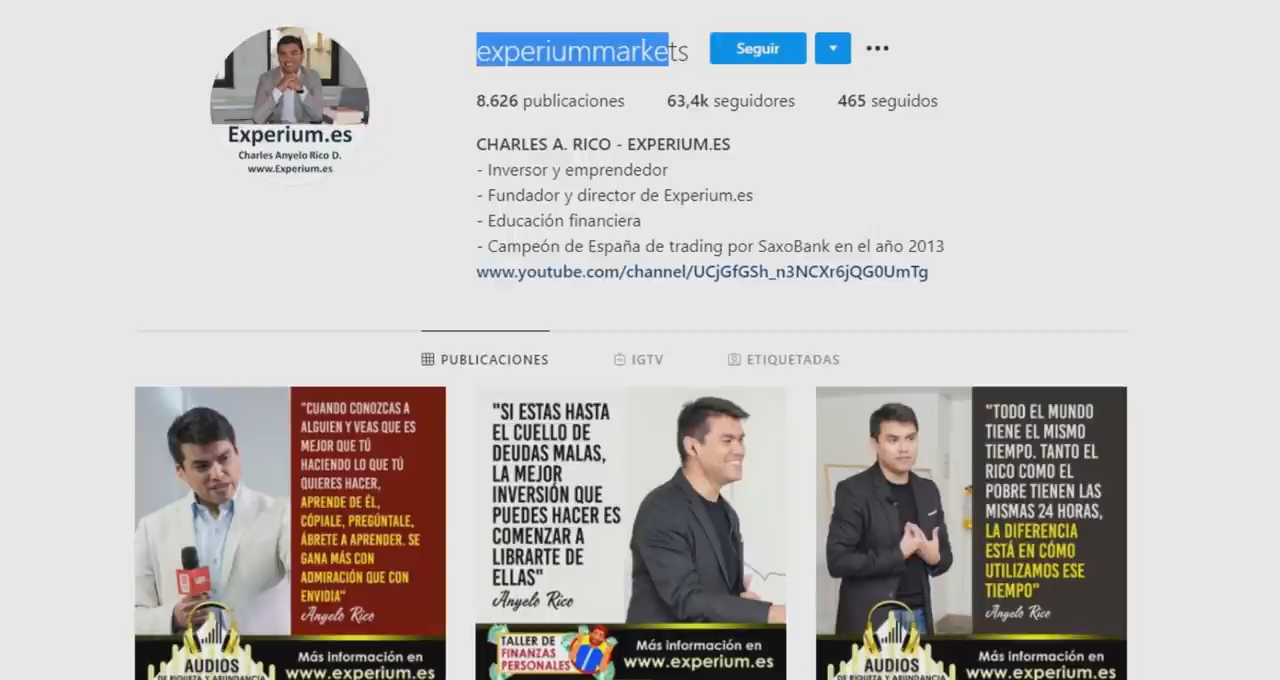 experiummarkets
Seguir
8.626 publicaciones
63,4k seguidores
465 seguidos
Experium.es
Charles Anyelo Rico D.
www.Experium.es
CHARLES A. RICO - EXPERIUM.ES
- Inversor y emprendedor
- Fundador y director de Experium.es
- Educación financiera
- Campeón de España de trading por SaxoBank en el año 2013
www.youtube.com/channel/UCjGfGSh_n3NCXr6jQG0UmTg
PUBLICACIONES
IGTV
ETIQUETADAS
"CUANDO CONOZCAS A
ALGUIEN Y VEAS QUE ES
MEJOR QUE TÚ
HACIENDO LO QUE TÚ
QUIERES HACER,
APRENDE DE ÉL,
CÓPIALE, PREGÚNTALE,
ÁBRETE A APRENDER. SE
GANA MÁS CON
ADMIRACIÓN QUE CON
ENVIDIA"
Anyelo Rico
AUDIOS
DE RIQUEZA Y ABUNDANCIA
Más información en
www.experium.es
"SI ESTAS HASTA
EL CUELLO DE
DEUDAS MALAS,
LA MEJOR
INVERSIÓN QUE
PUEDES HACER ES
COMENZAR A
LIBRARTE DE
ELLAS"
Anyelo Rico
TALLER DE
FINANZAS
PERSONALES
Más información en
www.experium.es
"TODO EL MUNDO
TIENE EL MISMO
TIEMPO. TANTO EL
RICO COMO EL
POBRE TIENEN LAS
MISMAS 24 HORAS,
LA DIFERENCIA
ESTÁ EN CÓMO
UTILIZAMOS ESE
TIEMPO"
Anyelo Rico
AUDIOS
DE RIQUEZA Y ABUNDANCIA
Más información en
www.experium.es